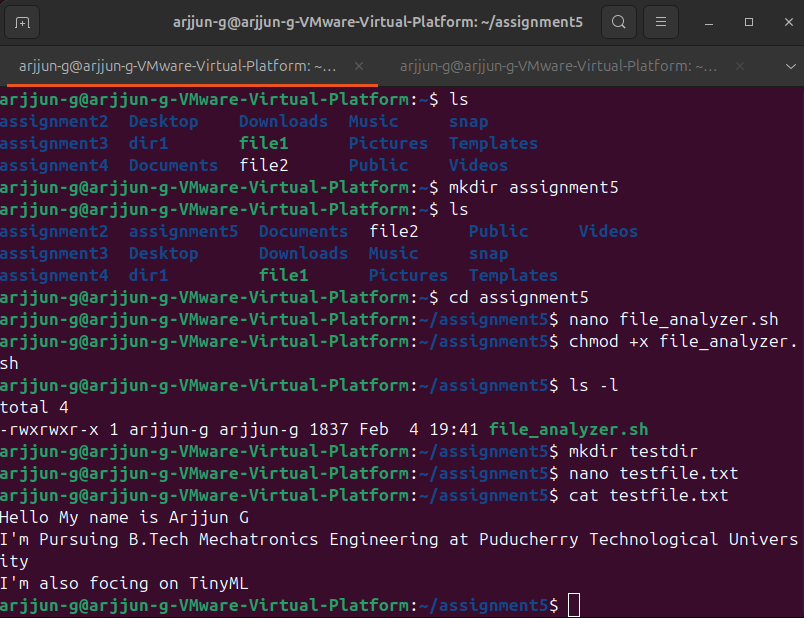 arjjun-g@arjjun-g-VMware-Virtual-Platform: ~/assignment5
arjjun-g@arjjun-g-VMware-Virtual-Platform: ~... × arjjun-g@arjjun-g-VMware-Virtual-Platform: ~... ×
arjjun-g@arjjun-g-VMware-Virtual-Platform:~$ ls
assignment2  Desktop    Downloads  Music     snap
assignment3  dir1       file1      Pictures  Templates
assignment4  Documents  file2      Public    Videos
arjjun-g@arjjun-g-VMware-Virtual-Platform:~$ mkdir assignment5
arjjun-g@arjjun-g-VMware-Virtual-Platform:~$ ls
assignment2  assignment5  Documents  file2     Public     Videos
assignment3  Desktop      Downloads  Music     snap
assignment4  dir1         file1      Pictures  Templates
arjjun-g@arjjun-g-VMware-Virtual-Platform:~$ cd assignment5
arjjun-g@arjjun-g-VMware-Virtual-Platform:~/assignment5$ nano file_analyzer.sh
arjjun-g@arjjun-g-VMware-Virtual-Platform:~/assignment5$ chmod +x file_analyzer.
sh
arjjun-g@arjjun-g-VMware-Virtual-Platform:~/assignment5$ ls -l
total 4
-rwxrwxr-x 1 arjjun-g arjjun-g 1837 Feb  4 19:41 file_analyzer.sh
arjjun-g@arjjun-g-VMware-Virtual-Platform:~/assignment5$ mkdir testdir
arjjun-g@arjjun-g-VMware-Virtual-Platform:~/assignment5$ nano testfile.txt
arjjun-g@arjjun-g-VMware-Virtual-Platform:~/assignment5$ cat testfile.txt
Hello My name is Arjjun G
I'm Pursuing B.Tech Mechatronics Engineering at Puducherry Technological Univers
ity
I'm also focing on TinyML
arjjun-g@arjjun-g-VMware-Virtual-Platform:~/assignment5$